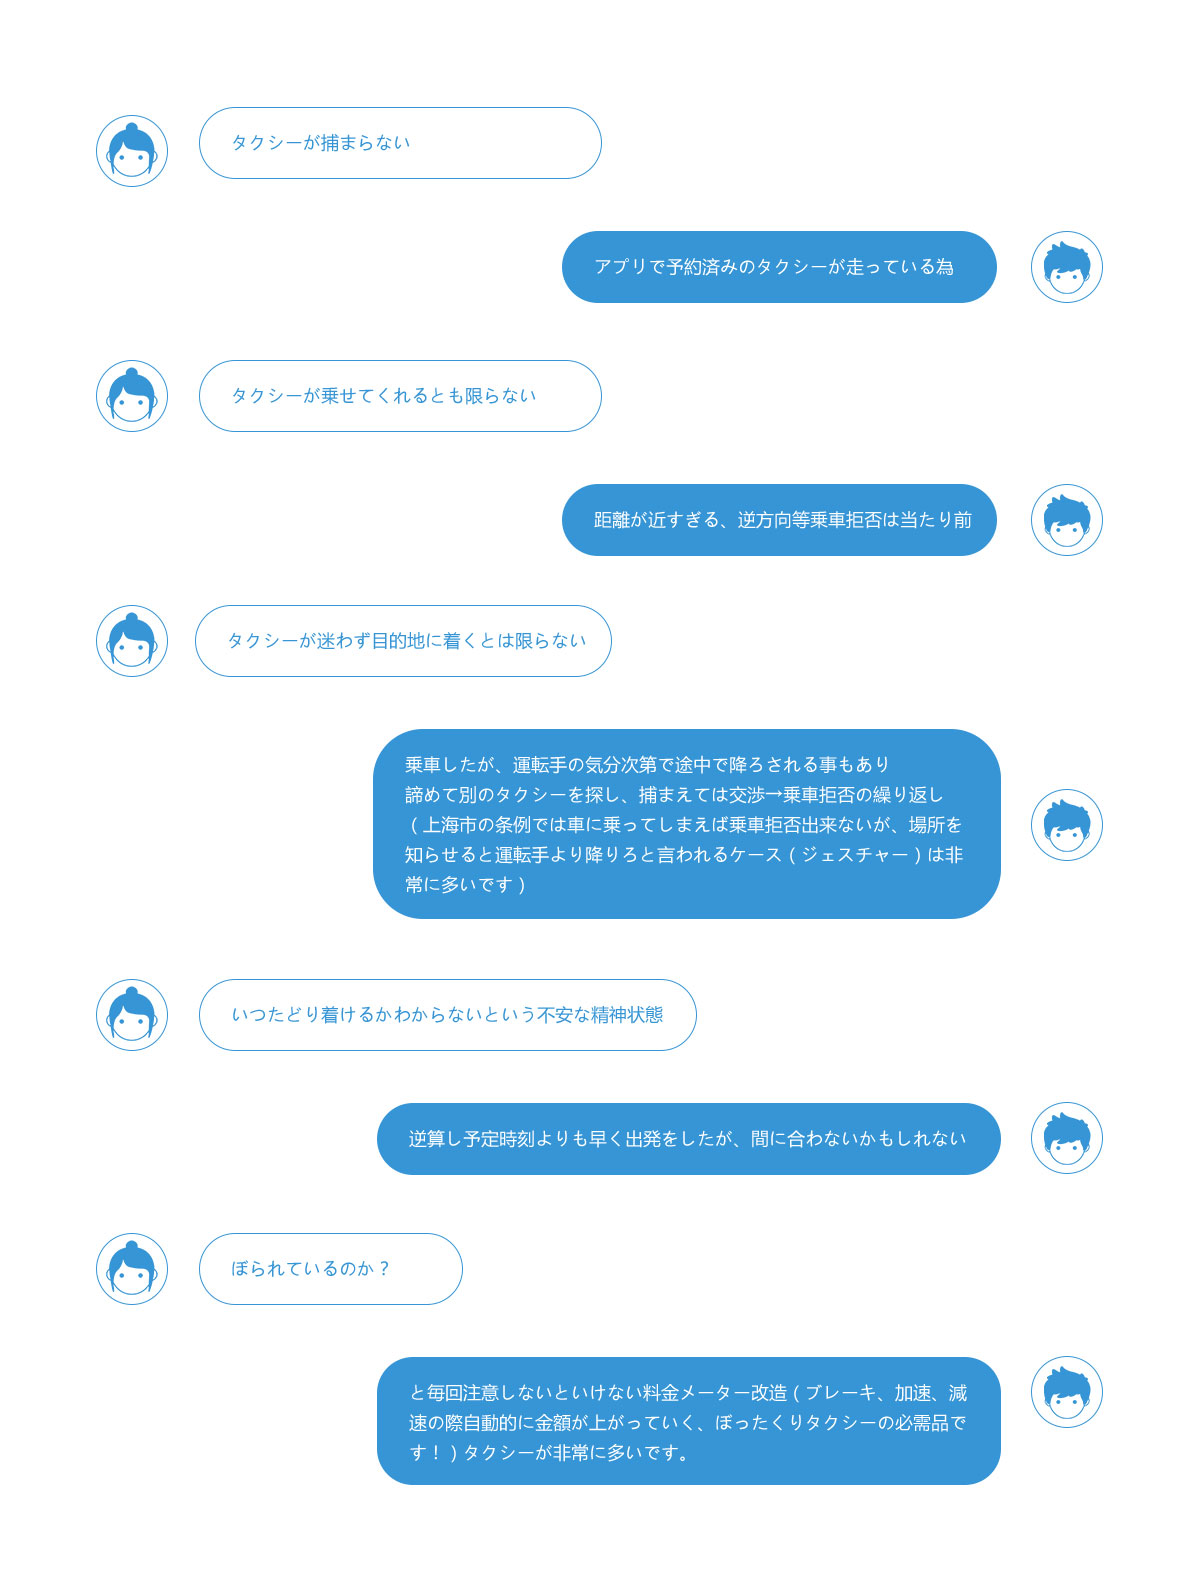 タクシーが捕まらない
アプリで予約済みのタクシーが走っている為
タクシーが乗せてくれるとも限らない
距離が近すぎる、逆方向等乗車拒否は当たり前
タクシーが迷わず目的地に着くとは限らない
乗車したが、運転手の気分次第で途中で降ろされる事もあり
諦めて別のタクシーを探し、捕まえては交渉→乗車拒否の繰り返し
（上海市の条例では車に乗ってしまえば乗車拒否出来ないが、場所を
知らせると運転手より降りろと言われるケース（ジェスチャー）は非
常に多いです）
いつたどり着けるかわからないという不安な精神状態
逆算し予定時刻よりも早く出発をしたが、間に合わないかもしれない
ぼられているのか？
と毎回注意しないといけない料金メーター改造（ブレーキ、加速、減
速の際自動的に金額が上がっていく、ぼったくりタクシーの必需品で
す！）タクシーが非常に多いです。